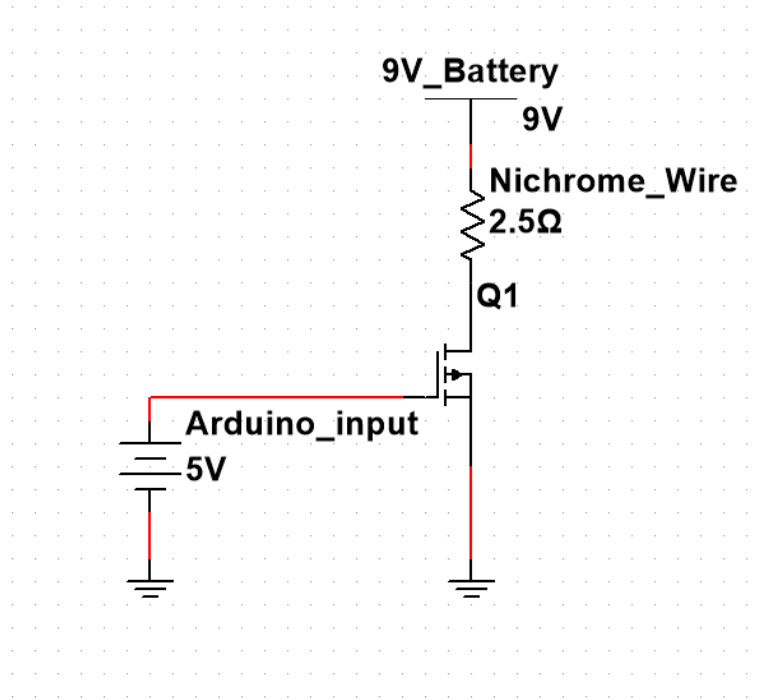 9V_Battery
9V
Nichrome_Wire
2.5Ω
Q1
Arduino_input
5V